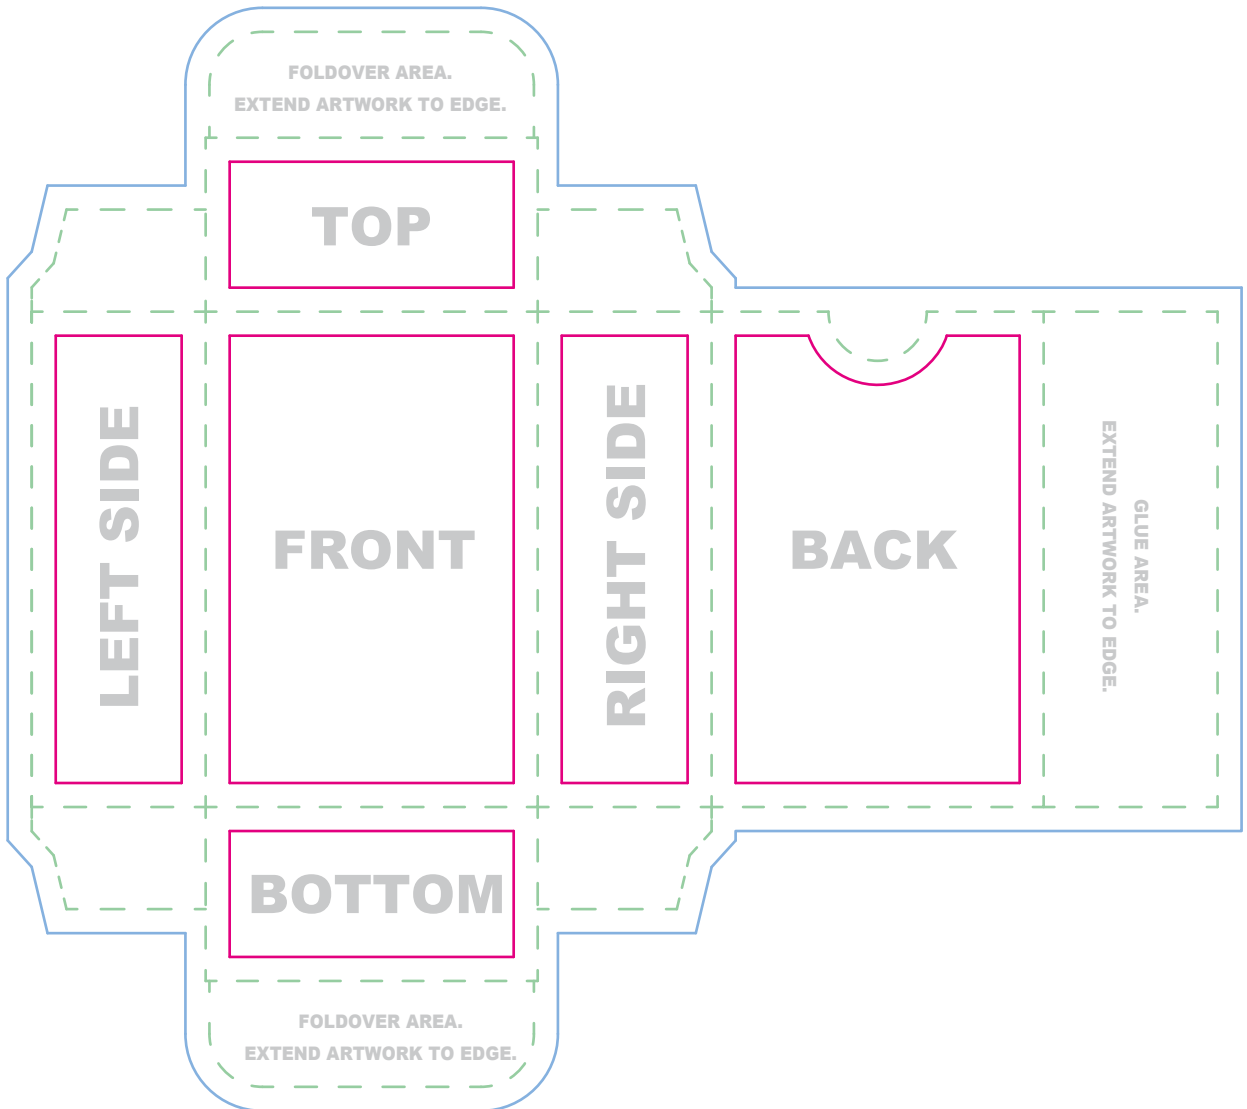 FOLDOVER AREA.
EXTEND ARTWORK TO EDGE.
TOP
LEFT SIDE
FRONT
RIGHT SIDE
BACK
GLUE AREA.
EXTEND ARTWORK TO EDGE.
BOTTOM
FOLDOVER AREA.
EXTEND ARTWORK TO EDGE.